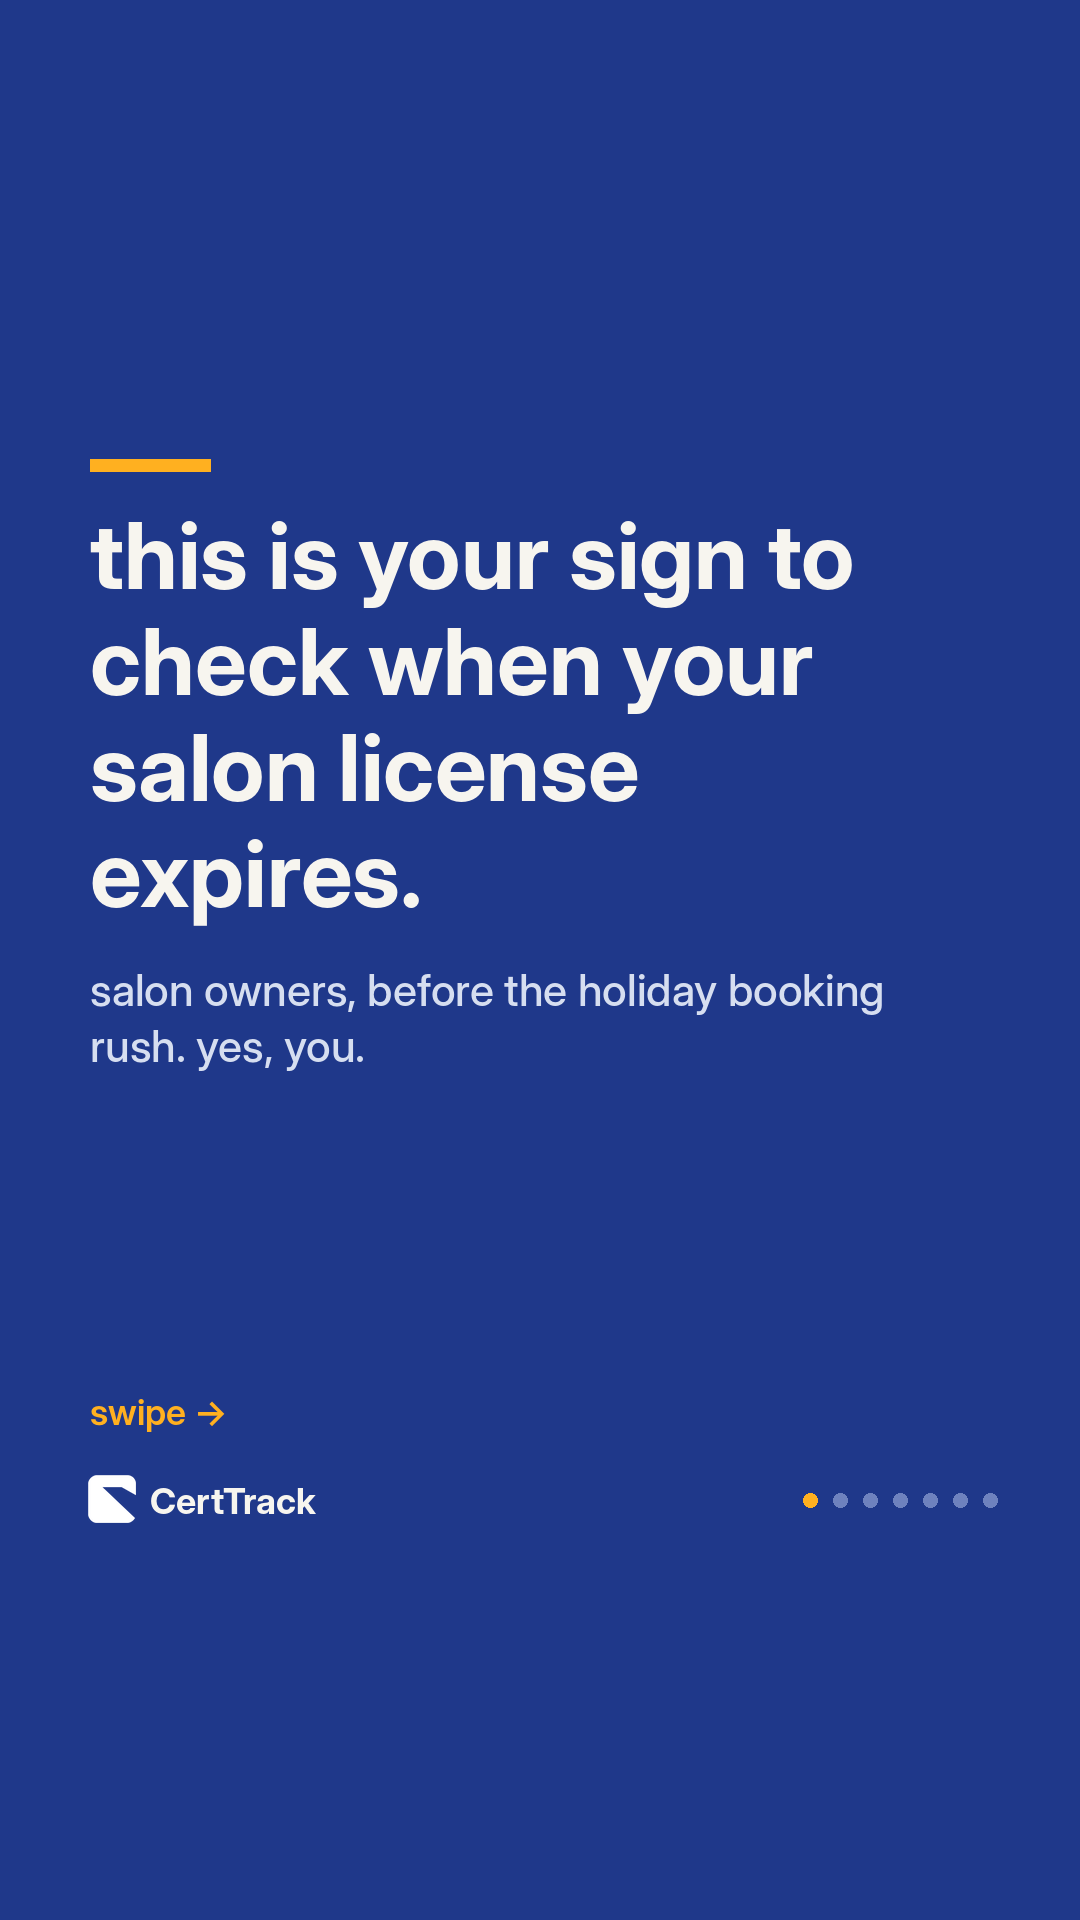 this is your sign to
check when your
salon license
expires.
salon owners, before the holiday booking
rush. yes, you.
swipe →
CertTrack